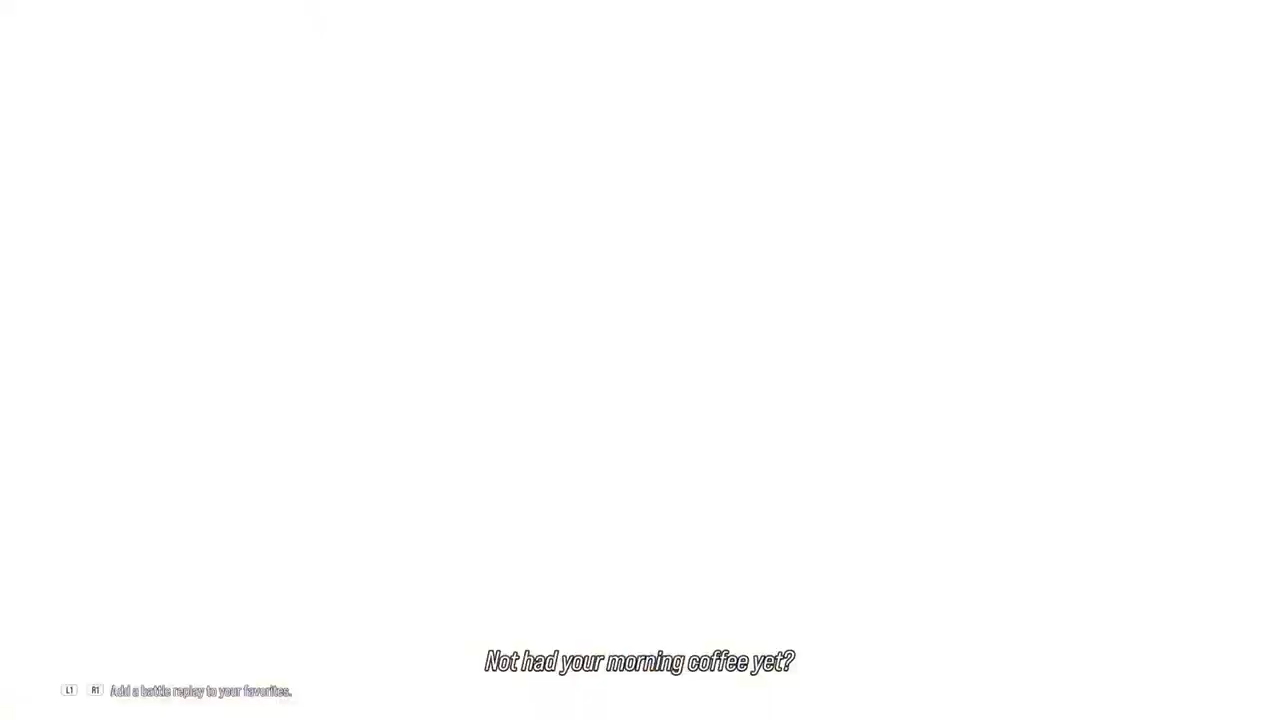 Not had your morning coffee yet?
L1 R1 Add a battle replay to your favorites.